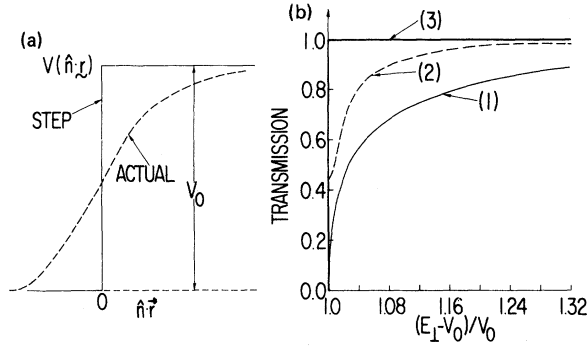 (a)
V(n̂·r̰)
STEP
ACTUAL
V₀
0
n̂·r⃗
(b)
(3)
(2)
(1)
TRANSMISSION
1.0
0.8
0.6
0.4
0.2
0.0
1.0 1.08 1.16 1.24 1.32
(E⊥-V₀)/V₀